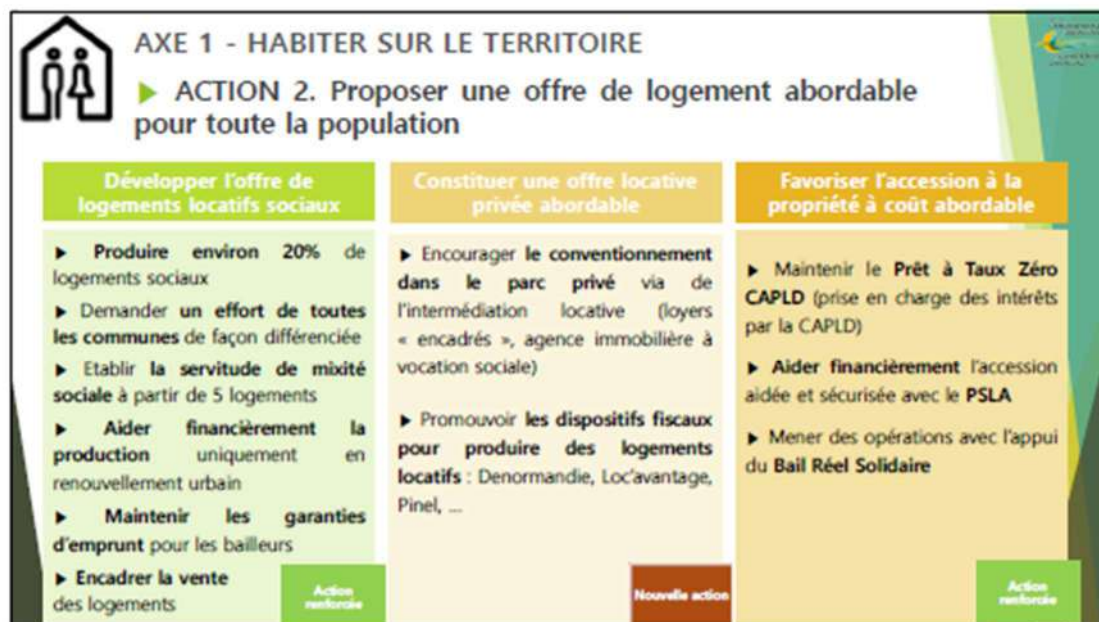 AXE 1 - HABITER SUR LE TERRITOIRE
▶ ACTION 2. Proposer une offre de logement abordable
pour toute la population
Développer l'offre de
logements locatifs sociaux
▶ Produire environ 20% de
logements sociaux
▶ Demander un effort de toutes
les communes de façon différenciée
▶ Etablir la servitude de mixité
sociale à partir de 5 logements
▶ Aider financièrement la
production uniquement en
renouvellement urbain
▶ Maintenir les garanties
d'emprunt pour les bailleurs
▶ Encadrer la vente
des logements
Action
renforcée
Constituer une offre locative
privée abordable
▶ Encourager le conventionnement
dans le parc privé via de
l'intermédiation locative (loyers
« encadrés », agence immobilière à
vocation sociale)
▶ Promouvoir les dispositifs fiscaux
pour produire des logements
locatifs : Denormandie, Loc'avantage,
Pinel, ...
Nouvelle action
Favoriser l'accession à la
propriété à coût abordable
▶ Maintenir le Prêt à Taux Zéro
CAPLD (prise en charge des intérêts
par la CAPLD)
▶ Aider financièrement l'accession
aidée et sécurisée avec le PSLA
▶ Mener des opérations avec l'appui
du Bail Réel Solidaire
Action
renforcée